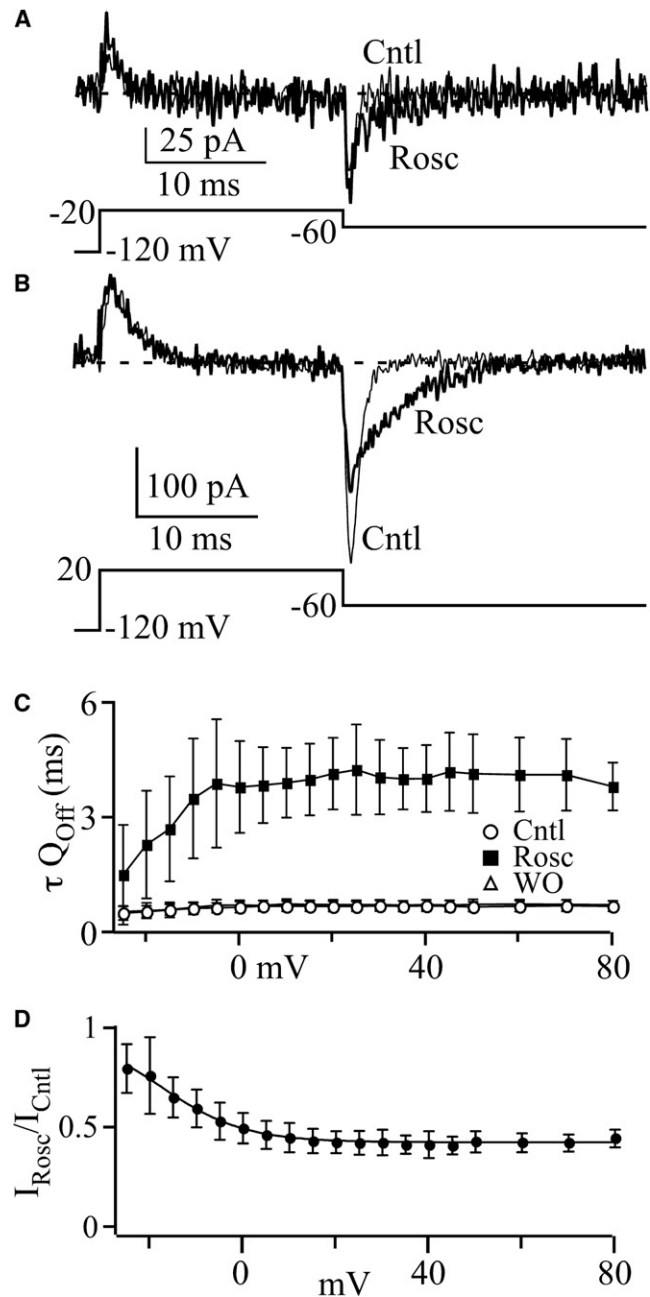 A
Cntl
25 pA
10 ms
Rosc
-20
-120 mV
-60
B
Rosc
100 pA
10 ms
Cntl
20
-120 mV
-60
C
6
3
0
τ Q_Off (ms)
Cntl
Rosc
WO
0 mV
40
80
D
1
0.5
0
I_Rosc/I_Cntl
0
40
80
mV